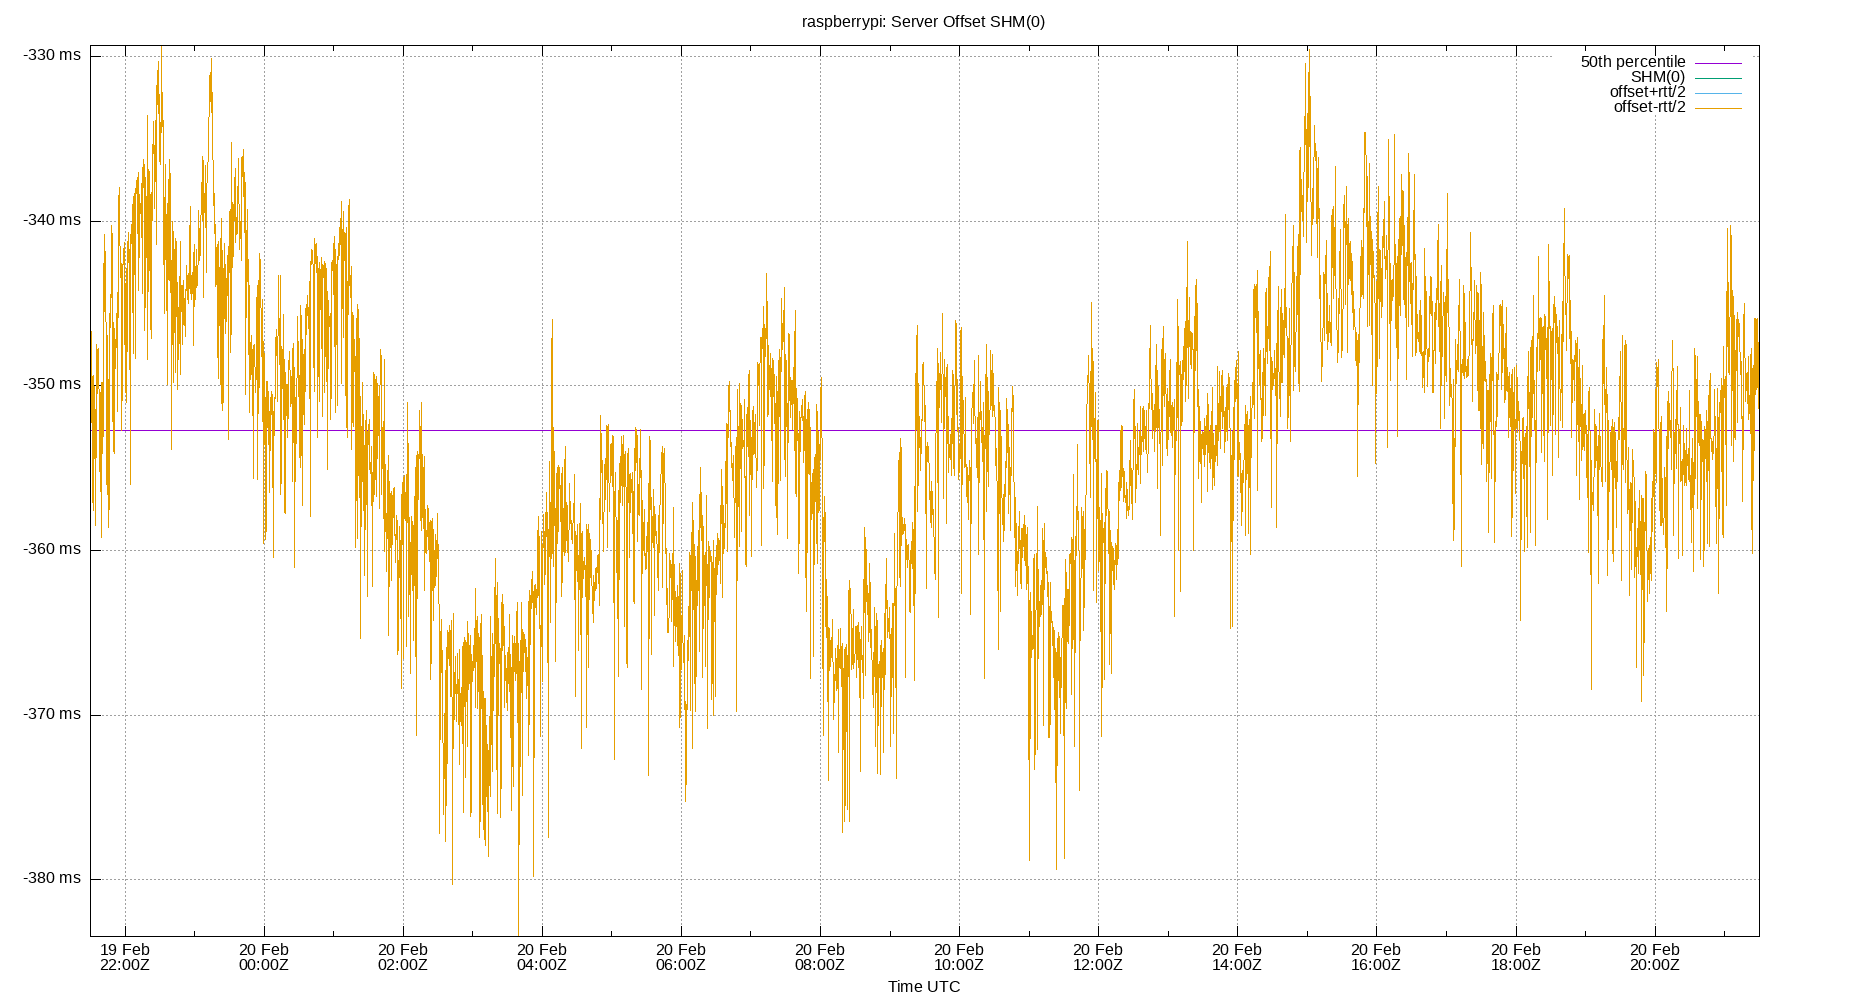 raspberrypi: Server Offset SHM(0)
-330 ms
50th percentile
SHM(0)
offset+rtt/2
offset-rtt/2
-340 ms
-350 ms
-360 ms
-370 ms
-380 ms
19 Feb 20 Feb 20 Feb 20 Feb 20 Feb 20 Feb 20 Feb 20 Feb 20 Feb 20 Feb 20 Feb 20 Feb
22:00Z 00:00Z 02:00Z 04:00Z 06:00Z 08:00Z 10:00Z 12:00Z 14:00Z 16:00Z 18:00Z 20:00Z
Time UTC